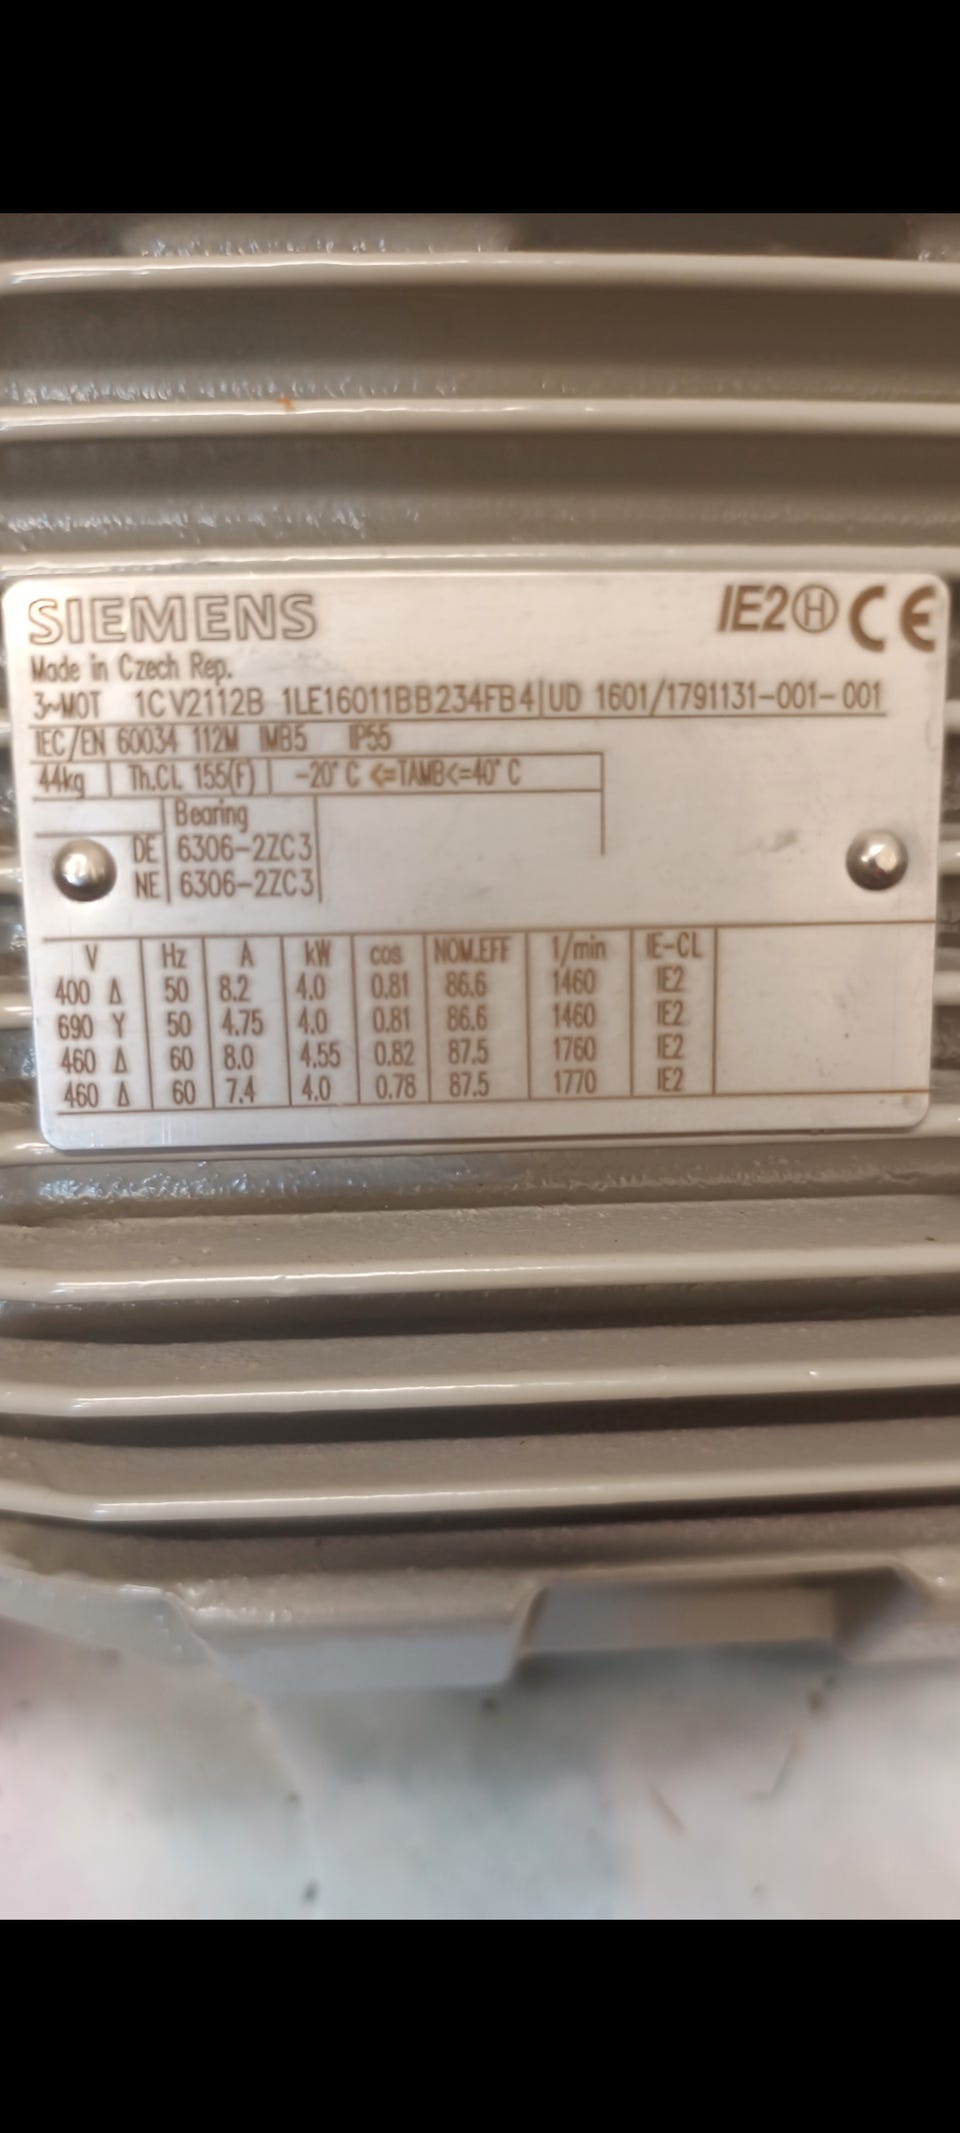 SIEMENS IE2 Ⓗ CE
Made in Czech Rep.
3~MOT 1CV2112B 1LE16011BB234FB4 UD 1601/1791131-001-001
IEC/EN 60034 112M IMB5 IP55
44kg Th.Cl. 155(F) -20°C <=TAMB<=40°C
Bearing
DE 6306-2ZC3
NE 6306-2ZC3
V Hz A kW cos NOM.EFF 1/min IE-CL
400 Δ 50 8.2 4.0 0.81 86.6 1460 IE2
690 Y 50 4.75 4.0 0.81 86.6 1460 IE2
460 Δ 60 8.0 4.55 0.82 87.5 1760 IE2
460 Δ 60 7.4 4.0 0.78 87.5 1770 IE2